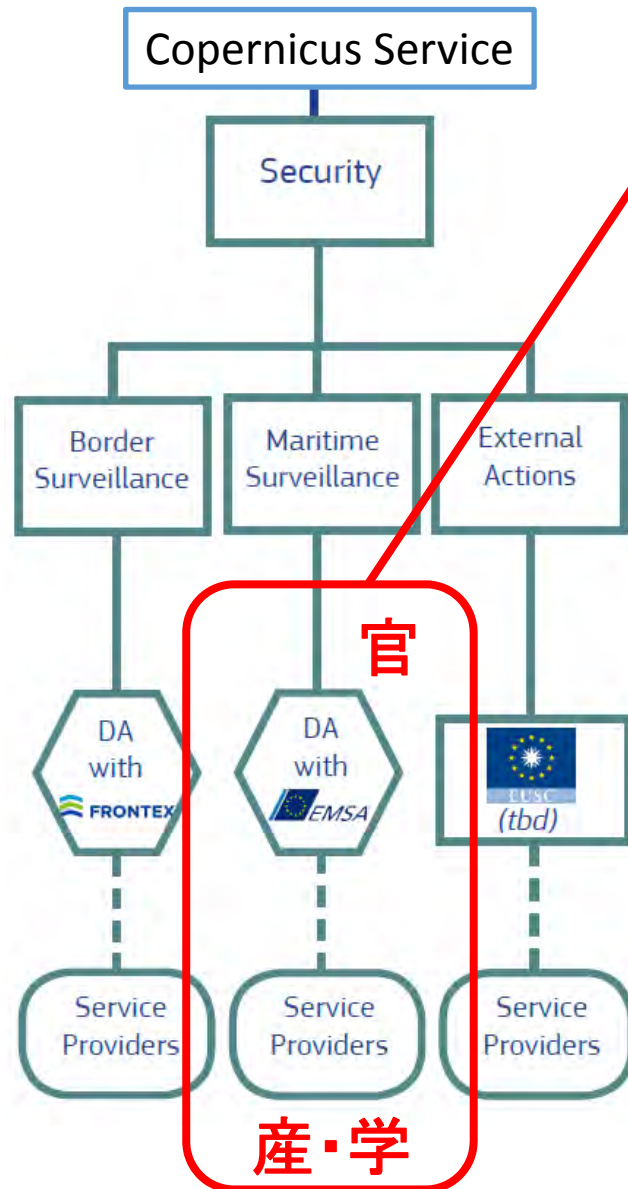 Copernicus Service
Security
Border
Surveillance
Maritime
Surveillance
External
Actions
官
DA
with
FRONTEX
DA
with
EMSA
EUSC
(tbd)
Service
Providers
Service
Providers
Service
Providers
産・学